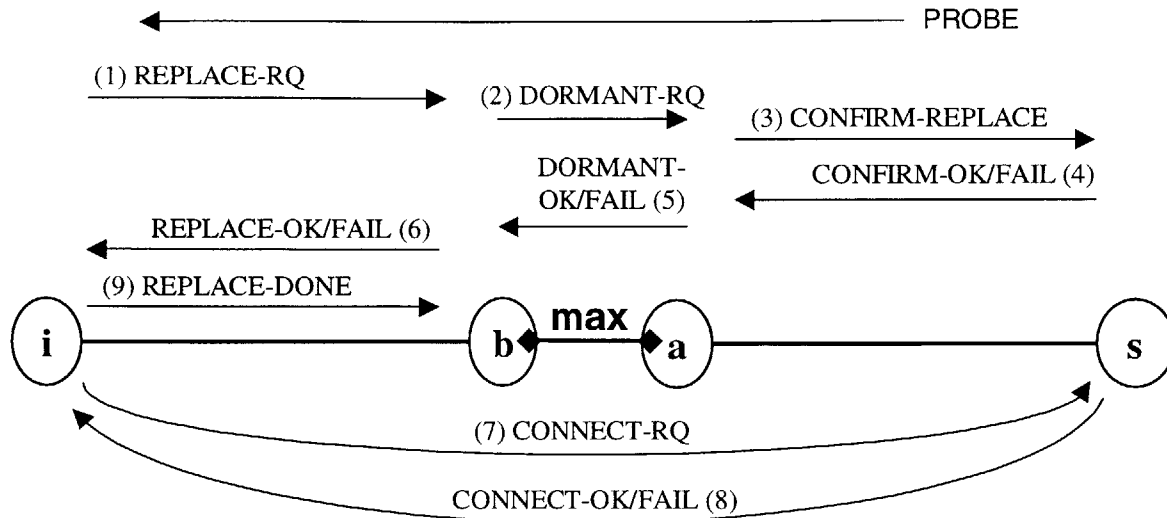 PROBE
(1) REPLACE-RQ
(2) DORMANT-RQ
(3) CONFIRM-REPLACE
DORMANT-
OK/FAIL (5)
CONFIRM-OK/FAIL (4)
REPLACE-OK/FAIL (6)
(9) REPLACE-DONE
i
b
max
a
s
(7) CONNECT-RQ
CONNECT-OK/FAIL (8)